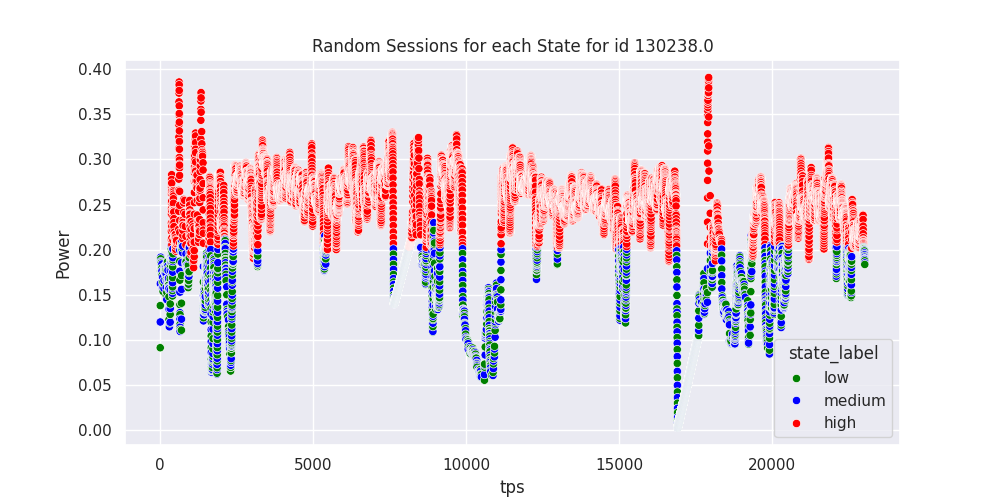 Random Sessions for each State for id 130238.0
Power
0.40
0.35
0.30
0.25
0.20
0.15
0.10
0.05
0.00
state_label
low
medium
high
0 5000 10000 15000 20000
tps